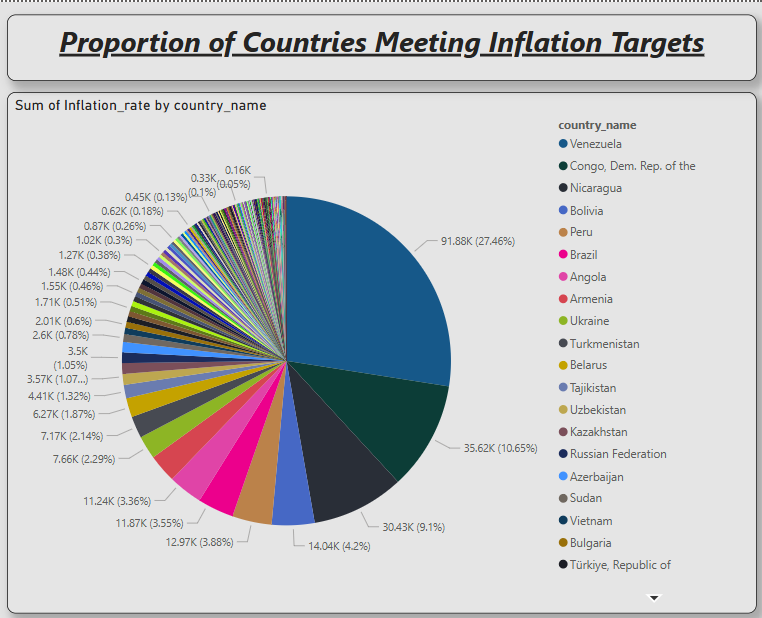 Proportion of Countries Meeting Inflation Targets
Sum of Inflation_rate by country_name
country_name
Venezuela
Congo, Dem. Rep. of the
Nicaragua
Bolivia
Peru
Brazil
Angola
Armenia
Ukraine
Turkmenistan
Belarus
Tajikistan
Uzbekistan
Kazakhstan
Russian Federation
Azerbaijan
Sudan
Vietnam
Bulgaria
Türkiye, Republic of
91.88K (27.46%)
35.62K (10.65%)
30.43K (9.1%)
14.04K (4.2%)
12.97K (3.88%)
11.87K (3.55%)
11.24K (3.36%)
7.66K (2.29%)
7.17K (2.14%)
6.27K (1.87%)
4.41K (1.32%)
3.57K (1.07...)
3.5K
(1.05%)
2.6K (0.78%)
2.01K (0.6%)
1.71K (0.51%)
1.55K (0.46%)
1.48K (0.44%)
1.27K (0.38%)
1.02K (0.3%)
0.87K (0.26%)
0.62K (0.18%)
0.45K (0.13%)
0.33K
(0.1%)
0.16K
(0.05%)